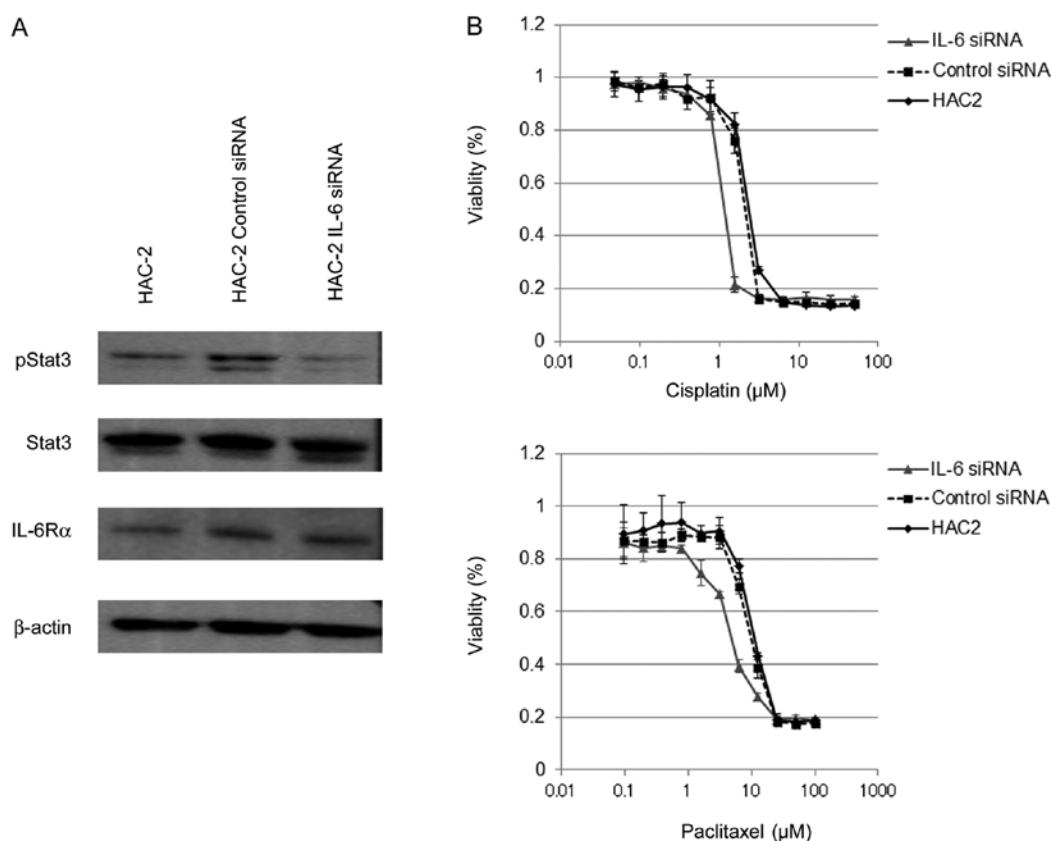 A
HAC-2
HAC-2 Control siRNA
HAC-2 IL-6 siRNA
pStat3
Stat3
IL-6Rα
β-actin
B
1.2
1
0.8
0.6
0.4
0.2
0
Viablity (%)
0.01
0.1
1
10
100
Cisplatin (µM)
IL-6 siRNA
Control siRNA
HAC2
1.2
1
0.8
0.6
0.4
0.2
0
Viablity (%)
0.01
0.1
1
10
100
1000
Paclitaxel (µM)
IL-6 siRNA
Control siRNA
HAC2